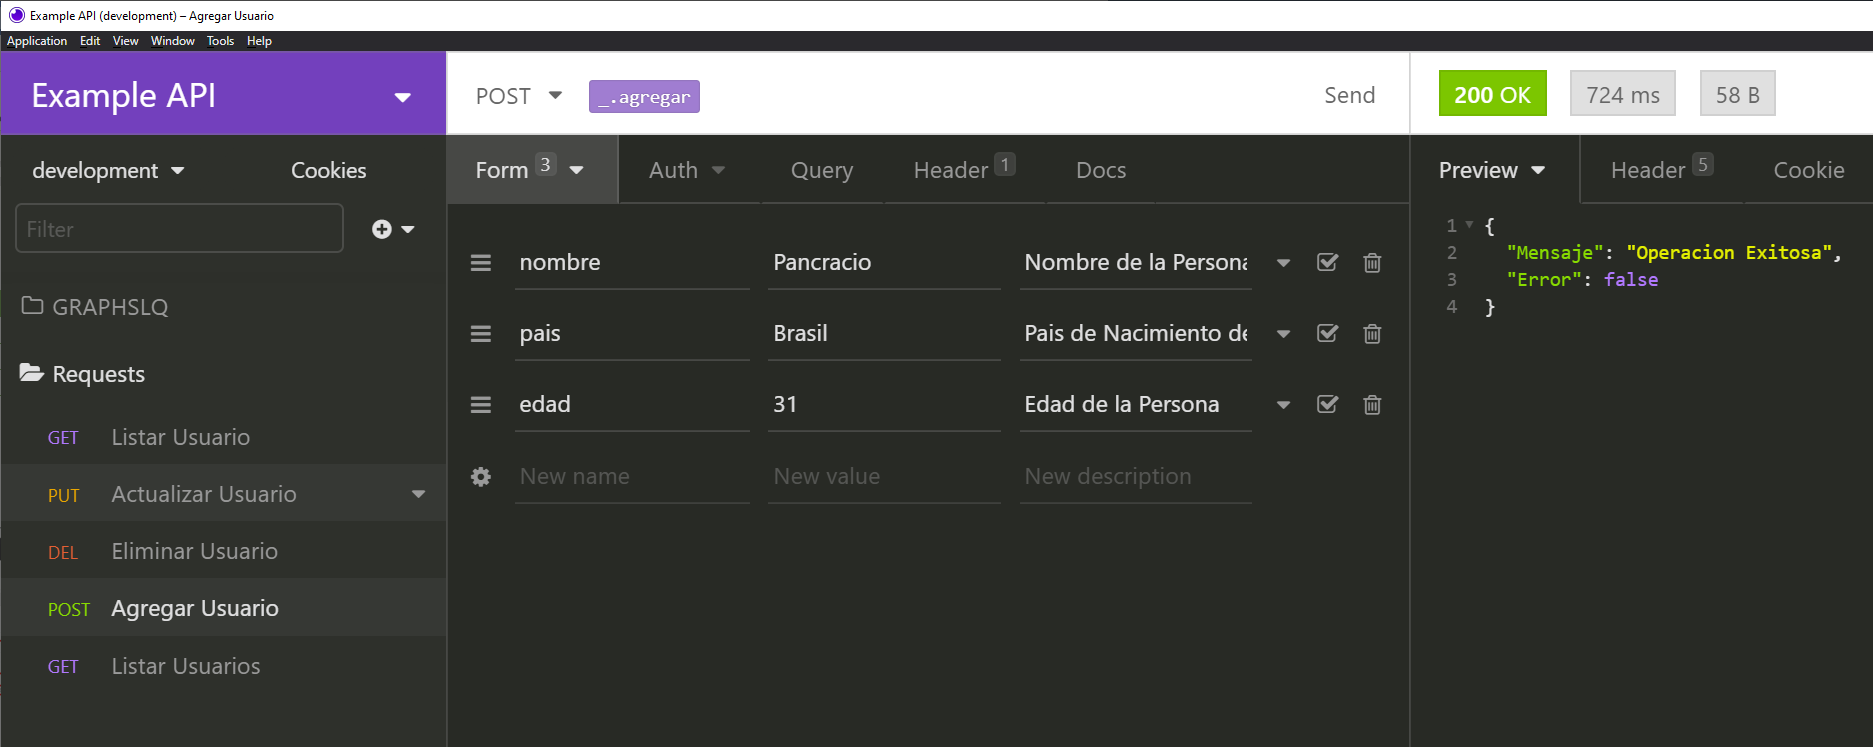 Example API (development) – Agregar Usuario
Application Edit View Window Tools Help
Example API
POST
_.agregar
Send
200 OK
724 ms
58 B
development
Cookies
Form 3
Auth
Query
Header 1
Docs
Preview
Header 5
Cookie
Filter
GRAPHSLQ
Requests
GET Listar Usuario
PUT Actualizar Usuario
DEL Eliminar Usuario
POST Agregar Usuario
GET Listar Usuarios
nombre Pancracio Nombre de la Persona
pais Brasil Pais de Nacimiento de
edad 31 Edad de la Persona
New name New value New description
1 {
2 "Mensaje": "Operacion Exitosa",
3 "Error": false
4 }